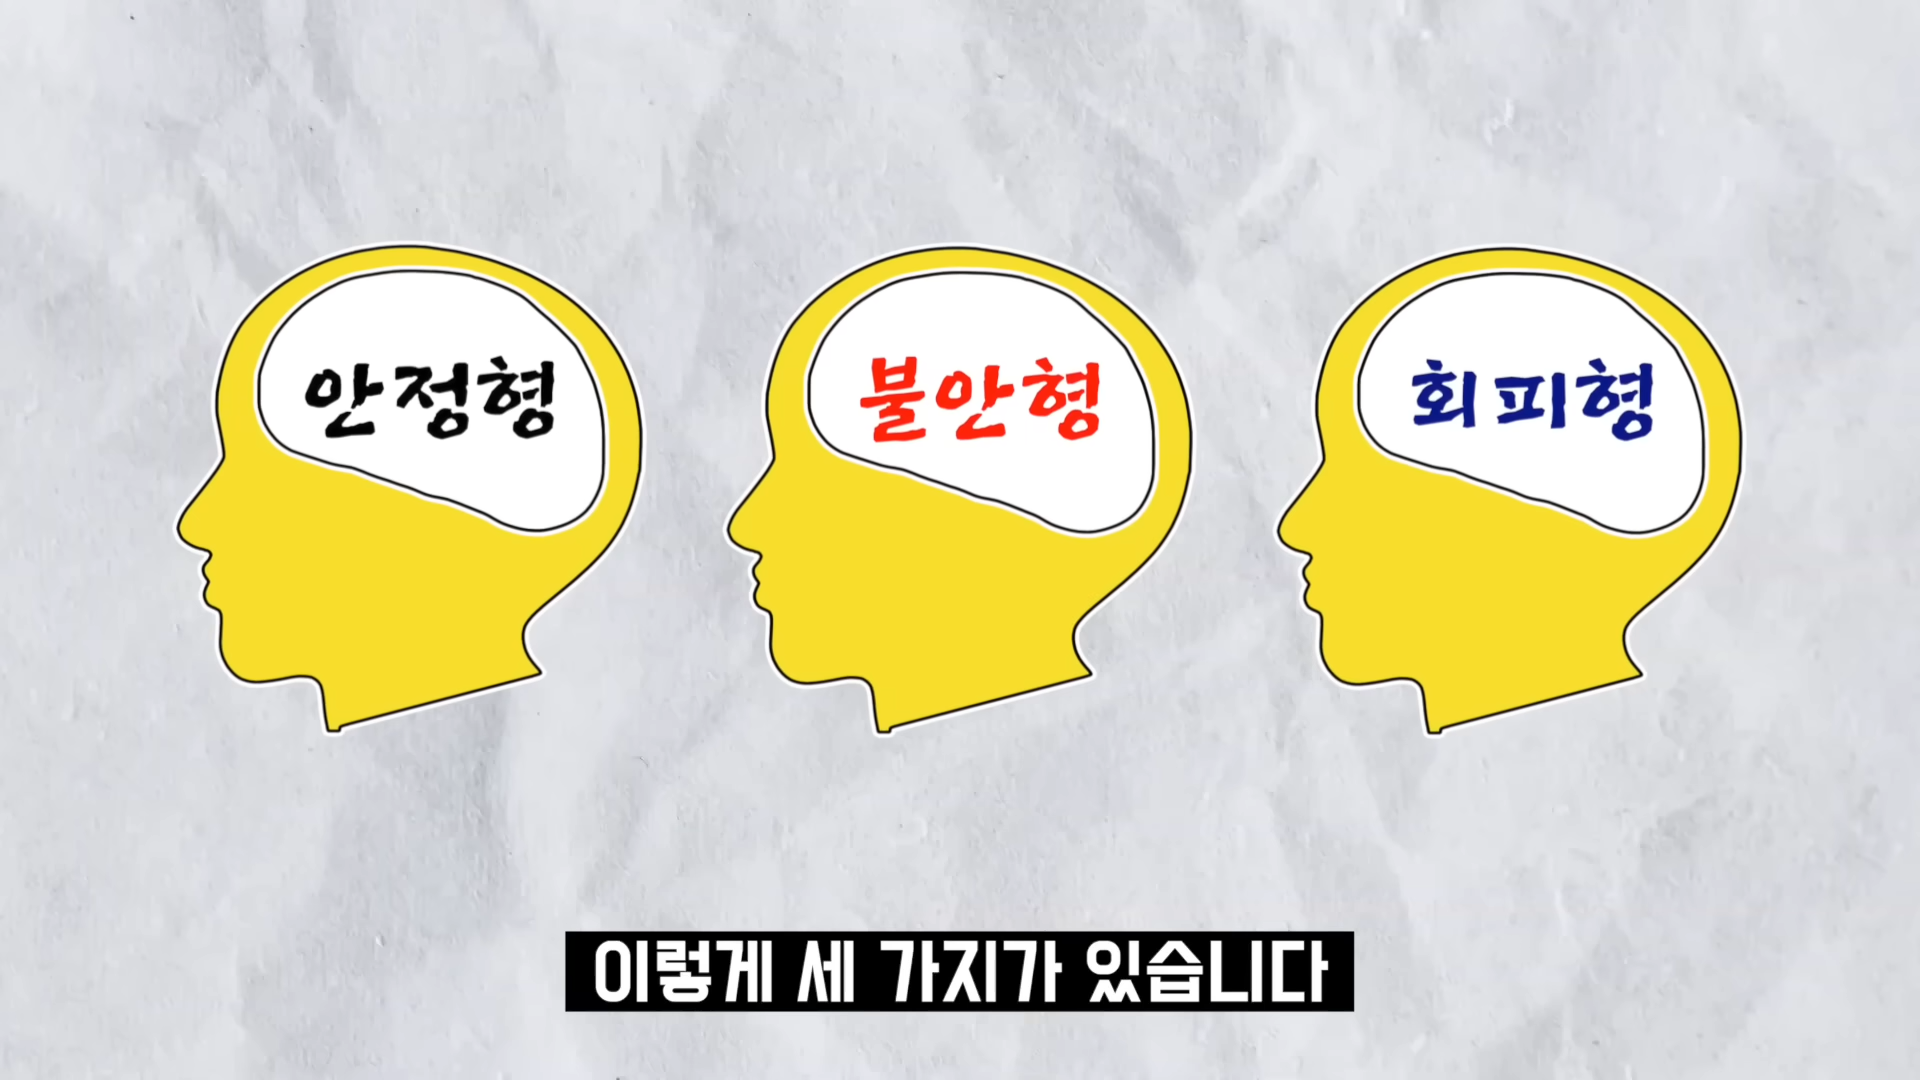 안정형
불안형
회피형
이렇게 세 가지가 있습니다